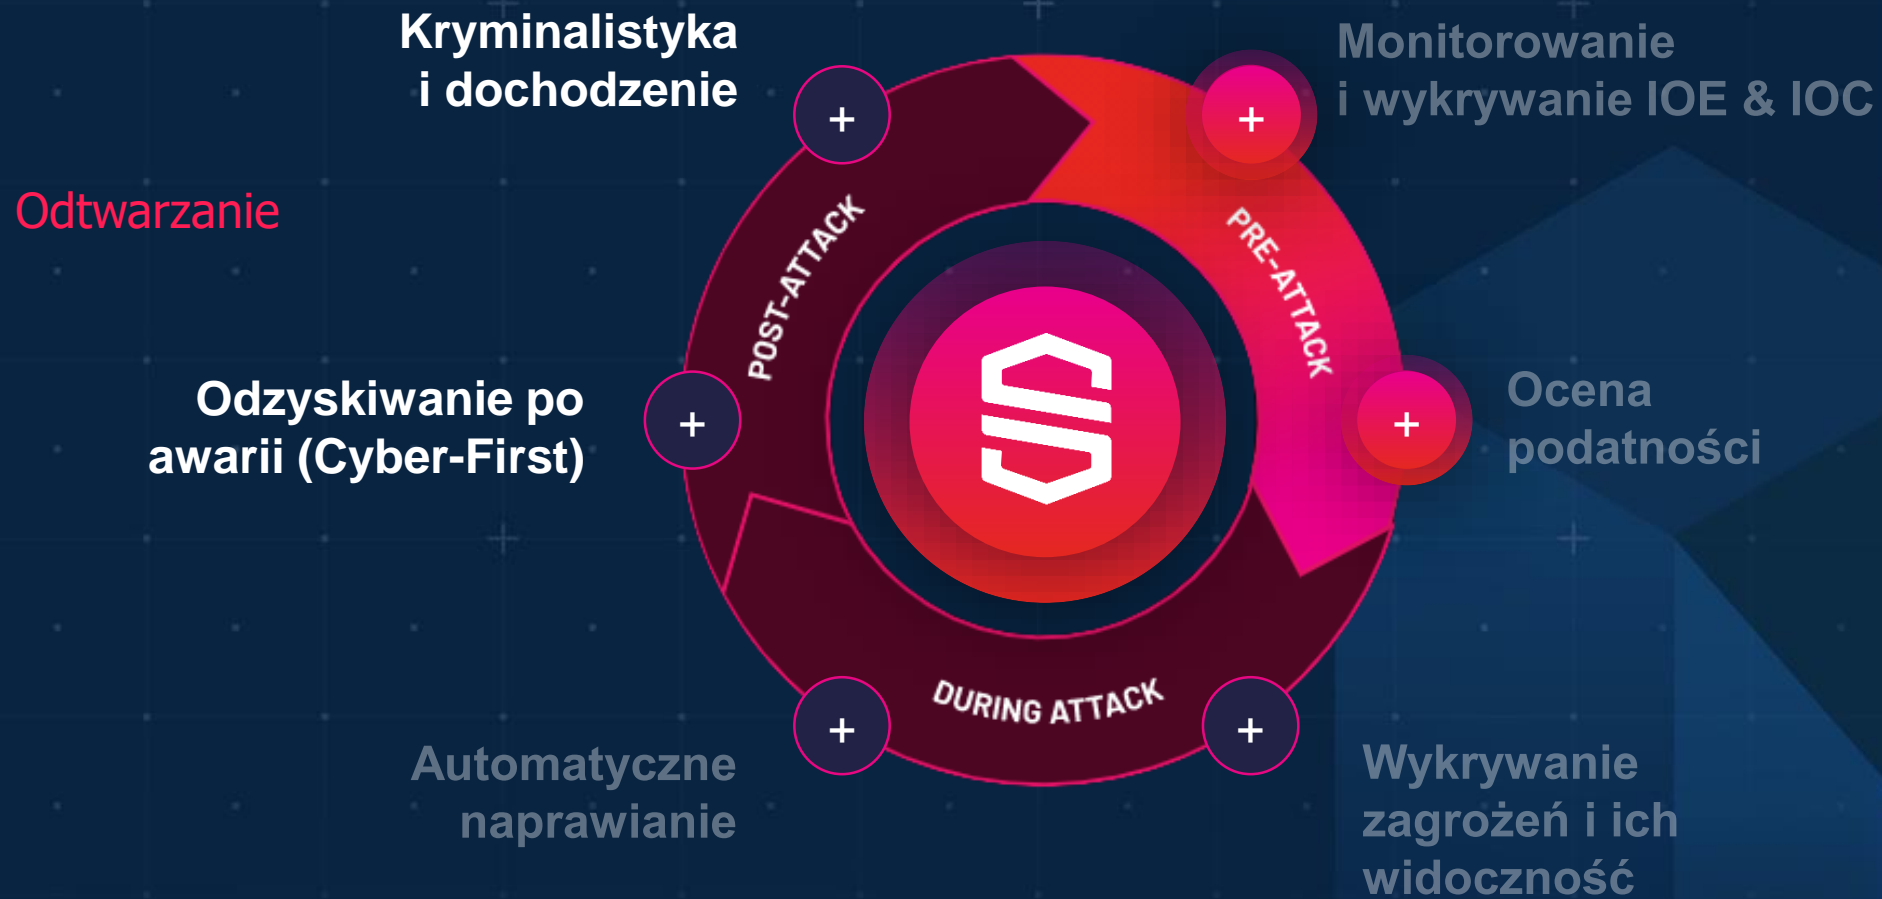 Kryminalistyka
i dochodzenie
Monitorowanie
i wykrywanie IOE & IOC
Odtwarzanie
POST-ATTACK
PRE-ATTACK
Odzyskiwanie po
awarii (Cyber-First)
Ocena
podatności
DURING ATTACK
Automatyczne
naprawianie
Wykrywanie
zagrożeń i ich
widoczność